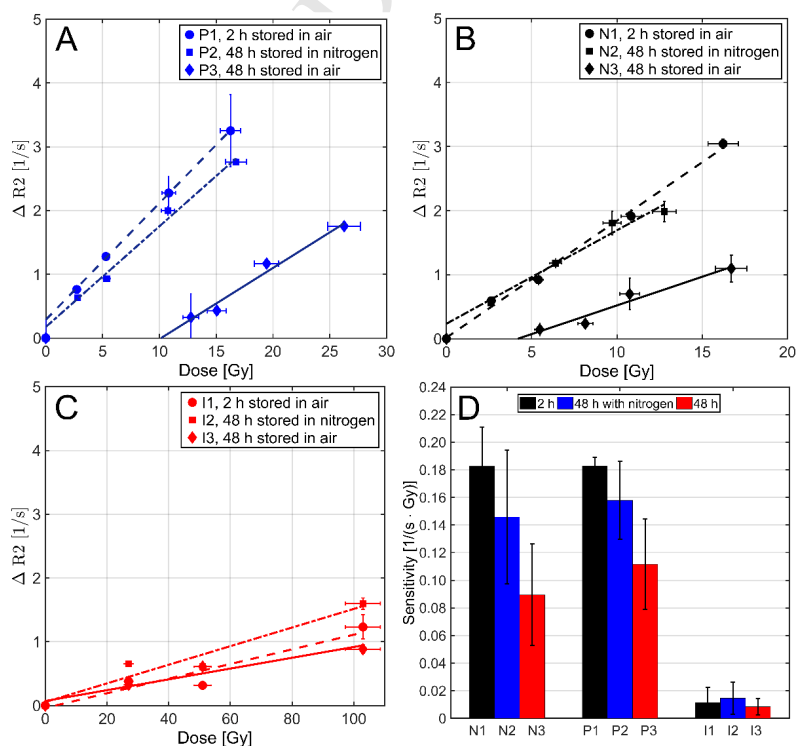 A
P1, 2 h stored in air
P2, 48 h stored in nitrogen
P3, 48 h stored in air
Δ R2 [1/s]
5
4
3
2
1
0
0 5 10 15 20 25 30
Dose [Gy]
B
N1, 2 h stored in air
N2, 48 h stored in nitrogen
N3, 48 h stored in air
Δ R2 [1/s]
5
4
3
2
1
0
0 5 10 15 20
Dose [Gy]
C
I1, 2 h stored in air
I2, 48 h stored in nitrogen
I3, 48 h stored in air
Δ R2 [1/s]
5
4
3
2
1
0
0 20 40 60 80 100
Dose [Gy]
D
2 h 48 h with nitrogen 48 h
Sensitivity [1/(s · Gy)]
0.24
0.22
0.20
0.18
0.16
0.14
0.12
0.10
0.08
0.06
0.04
0.02
0
N1 N2 N3 P1 P2 P3 I1 I2 I3